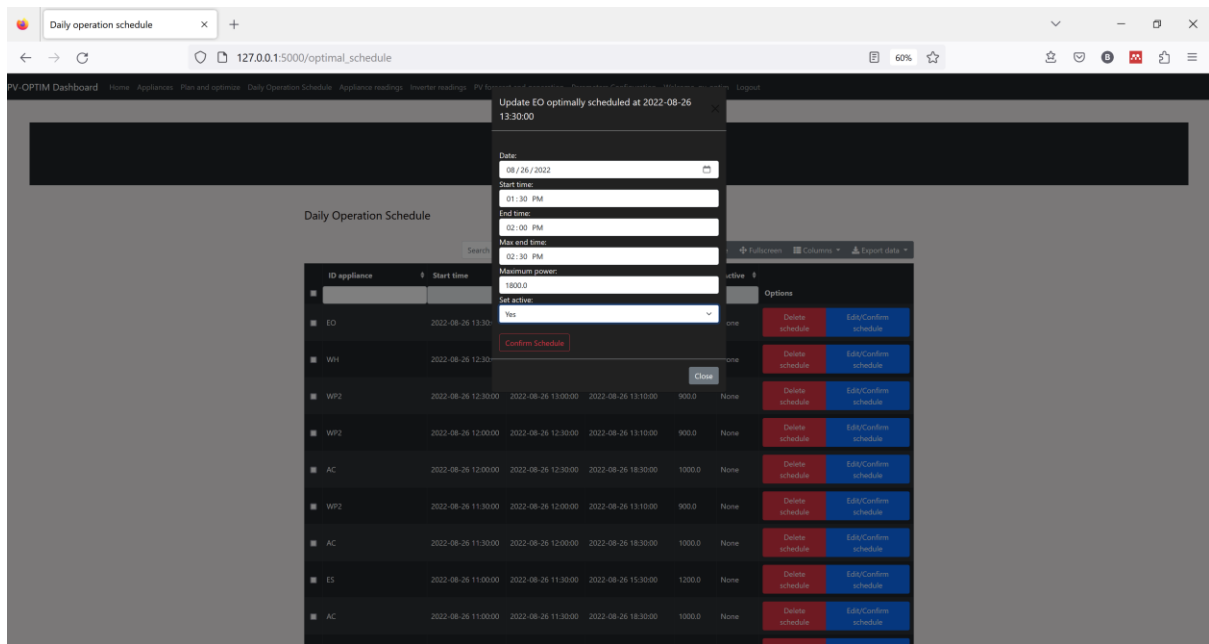 Daily operation schedule
127.0.0.1:5000/optimal_schedule
60%
PV-OPTIM Dashboard Home Appliances Plan and optimize Daily Operation Schedule Appliance readings Inverter readings Logout
Update EO optimally scheduled at 2022-08-26
13:30:00
Date:
08/26/2022
Start time:
01:30 PM
End time:
02:00 PM
Max end time:
02:30 PM
Maximum power:
1800.0
Set active:
Yes
Confirm Schedule
Close
Daily Operation Schedule
Search
Fullscreen Columns Export data
ID appliance Start time
Options
EO 2022-08-26 13:30: Delete schedule Edit/Confirm schedule
WH 2022-08-26 12:30: Delete schedule Edit/Confirm schedule
WP2 2022-08-26 12:30:00 2022-08-26 13:00:00 2022-08-26 13:10:00 900.0 None Delete schedule Edit/Confirm schedule
WP2 2022-08-26 12:00:00 2022-08-26 12:30:00 2022-08-26 13:10:00 900.0 None Delete schedule Edit/Confirm schedule
AC 2022-08-26 12:00:00 2022-08-26 12:30:00 2022-08-26 18:30:00 1000.0 None Delete schedule Edit/Confirm schedule
WP2 2022-08-26 11:30:00 2022-08-26 12:00:00 2022-08-26 13:10:00 900.0 None Delete schedule Edit/Confirm schedule
AC 2022-08-26 11:30:00 2022-08-26 12:00:00 2022-08-26 18:30:00 1000.0 None Delete schedule Edit/Confirm schedule
ES 2022-08-26 11:00:00 2022-08-26 11:30:00 2022-08-26 15:30:00 1200.0 None Delete schedule Edit/Confirm schedule
AC 2022-08-26 11:00:00 2022-08-26 11:30:00 2022-08-26 18:30:00 1000.0 None Delete schedule Edit/Confirm schedule